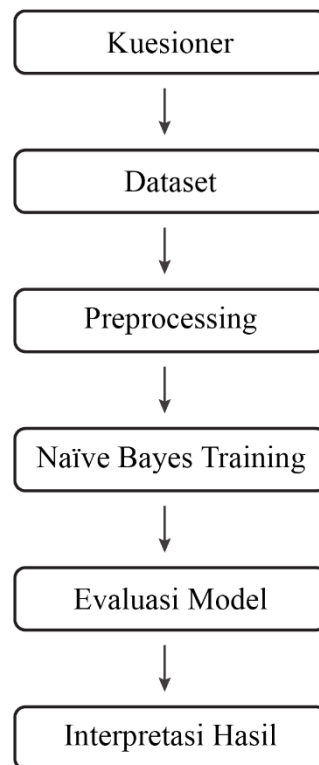 Kuesioner
Dataset
Preprocessing
Naïve Bayes Training
Evaluasi Model
Interpretasi Hasil